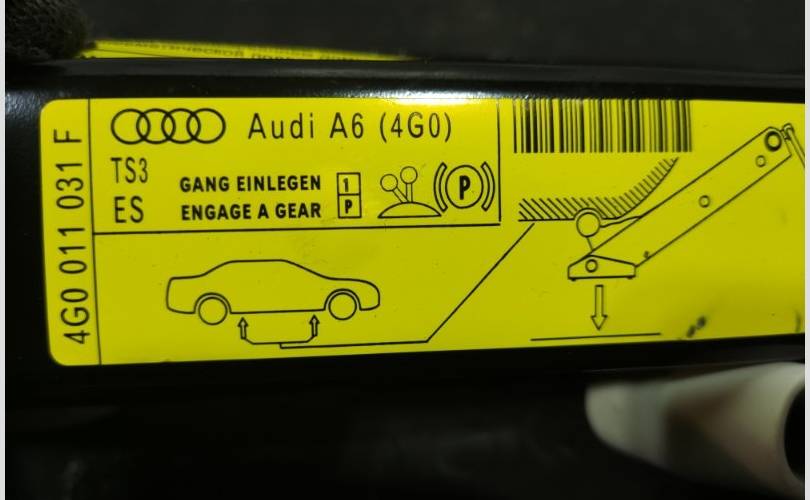 4G0 011 031 F
Audi A6 (4G0)
TS3
ES
GANG EINLEGEN 1
ENGAGE A GEAR P
(P)